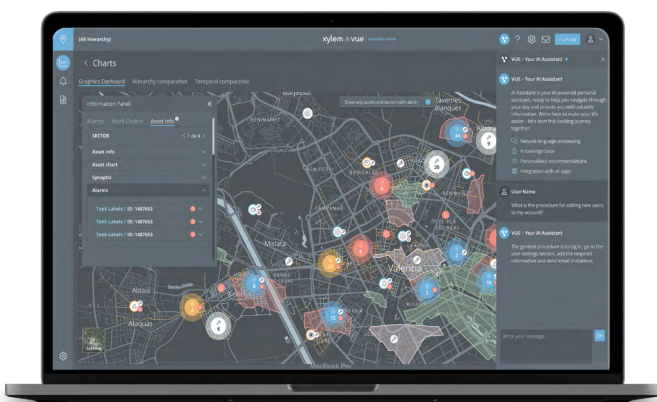 (All Hierarchy)
xylem vue
Charts
Graphics Dashboard Hierarchy comparative Temporal comparative
Information Panel
Alarms Work Orders Asset Info
SECTOR
1 de 4
Asset Info
Asset chart
Synoptic
Alarms
Tank Labels / ID: 1487653
Tank Labels / ID: 1487653
Tank Labels / ID: 1487653
Show only assets and sectors with alarm
Tavernes
Blanques
BENIMAMET
CAMPANAR
Mislata
Valencia
Aldaia
Alaquàs
Satellite
VUE - Your AI Assistant
VUE - Your AI Assistant
AI Assistant is your AI powered personal
assistant, ready to help you navigate through
your day and provide you with valuable
information. We're here to make your life
easier - let's start this exciting journey
together!
Natural language processing
Knowledge base
Personalised recommendations
Integration with all apps
User Name
What is the procedure for adding new users
to my account?
VUE - Your AI Assistant
The general procedure is to log in, go to the
user settings section, add the required
information and send email invitations.
Write your message...
MacBook Pro